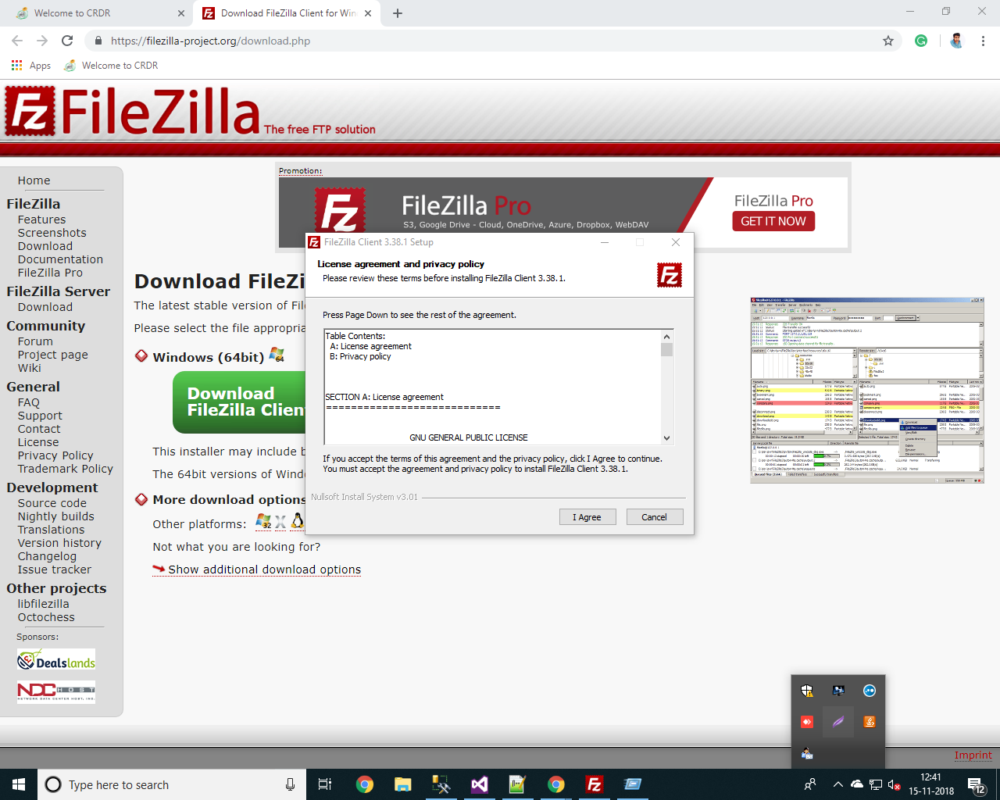 Welcome to CRDR
Download FileZilla Client for Win
https://filezilla-project.org/download.php
Apps
Welcome to CRDR
FileZilla The free FTP solution
Home
FileZilla
Features
Screenshots
Download
Documentation
FileZilla Pro
FileZilla Server
Download
Community
Forum
Project page
Wiki
General
FAQ
Support
Contact
License
Privacy Policy
Trademark Policy
Development
Source code
Nightly builds
Translations
Version history
Changelog
Issue tracker
Other projects
libfilezilla
Octochess
Sponsors:
Dealslands
NDCHOST
NETWORK DATA CENTER HOST, INC.
Promotion:
FileZilla Pro
S3, Google Drive - Cloud, OneDrive, Azure, Dropbox, WebDAV
FileZilla Pro
GET IT NOW
Download FileZi
The latest stable version of File
Please select the file appropria
Windows (64bit)
Download
FileZilla Client
This installer may include b
The 64bit versions of Windo
More download options
Other platforms:
Not what you are looking for?
Show additional download options
FileZilla Client 3.38.1 Setup
License agreement and privacy policy
Please review these terms before installing FileZilla Client 3.38.1.
Press Page Down to see the rest of the agreement.
Table Contents:
A: License agreement
B: Privacy policy
SECTION A: License agreement
============================
GNU GENERAL PUBLIC LICENSE
If you accept the terms of this agreement and the privacy policy, click I Agree to continue.
You must accept the agreement and privacy policy to install FileZilla Client 3.38.1.
Nullsoft Install System v3.01
I Agree
Cancel
Imprint
Type here to search
12:41
15-11-2018
12